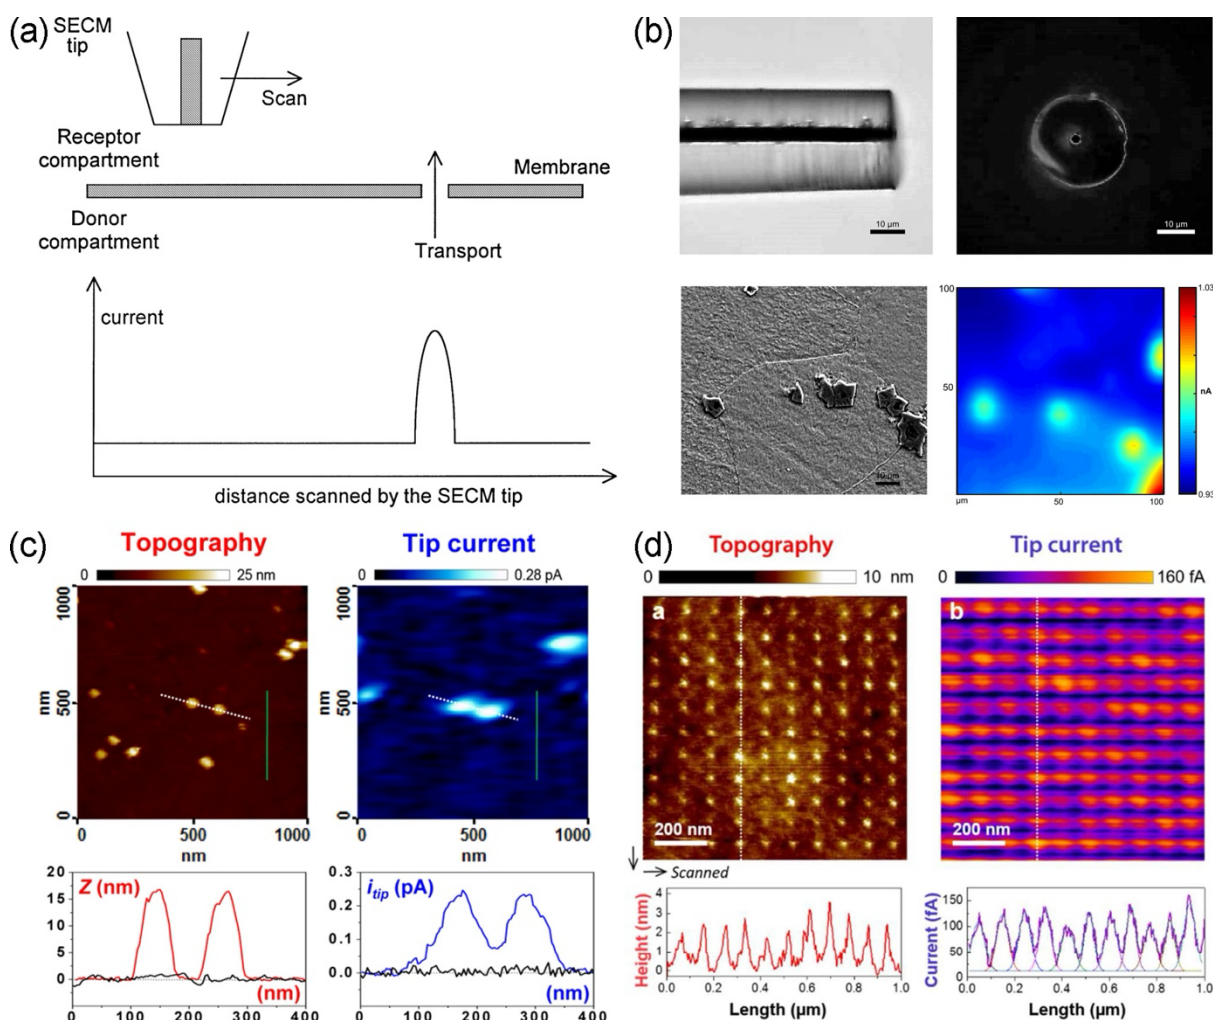 (a)
SECM
tip
Scan
Receptor
compartment
Membrane
Donor
compartment
Transport
current
distance scanned by the SECM tip
(b)
10 µm
10 µm
10 µm
100
50
µm
50
100
1.03
nA
0.93
(c)
Topography
Tip current
0
25 nm
0
0.28 pA
1000
500
0
nm
0
500
1000
nm
1000
500
0
nm
0
500
1000
nm
20
15
10
5
0
Z (nm)
(nm)
0
100
200
300
400
0.3
0.2
0.1
0.0
i_tip (pA)
(nm)
0
100
200
300
400
(d)
Topography
Tip current
0
10 nm
0
160 fA
a
200 nm
b
200 nm
Scanned
Height (nm)
4
3
2
1
0
0.0
0.2
0.4
0.6
0.8
1.0
Length (µm)
Current (fA)
150
100
50
0
0.0
0.2
0.4
0.6
0.8
1.0
Length (µm)